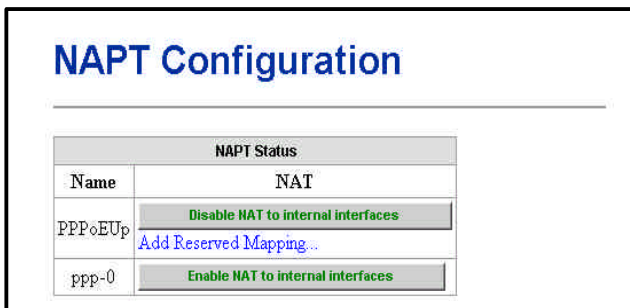 NAPT Configuration
NAPT Status
Name NAT
PPPoEUp Disable NAT to internal interfaces
Add Reserved Mapping...
ppp-0 Enable NAT to internal interfaces